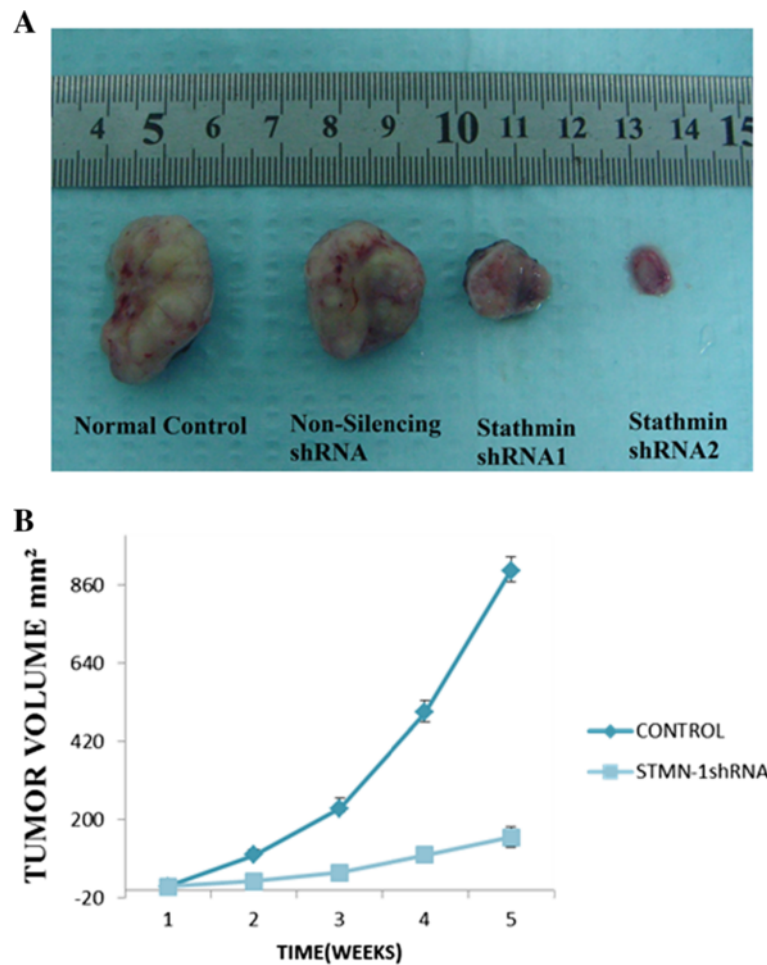 A
4 5 6 7 8 9 10 11 12 13 14 15
Normal Control
Non-Silencing
shRNA
Stathmin
shRNA1
Stathmin
shRNA2
B
TUMOR VOLUME mm²
860
640
420
200
-20
1 2 3 4 5
TIME(WEEKS)
CONTROL
STMN-1shRNA